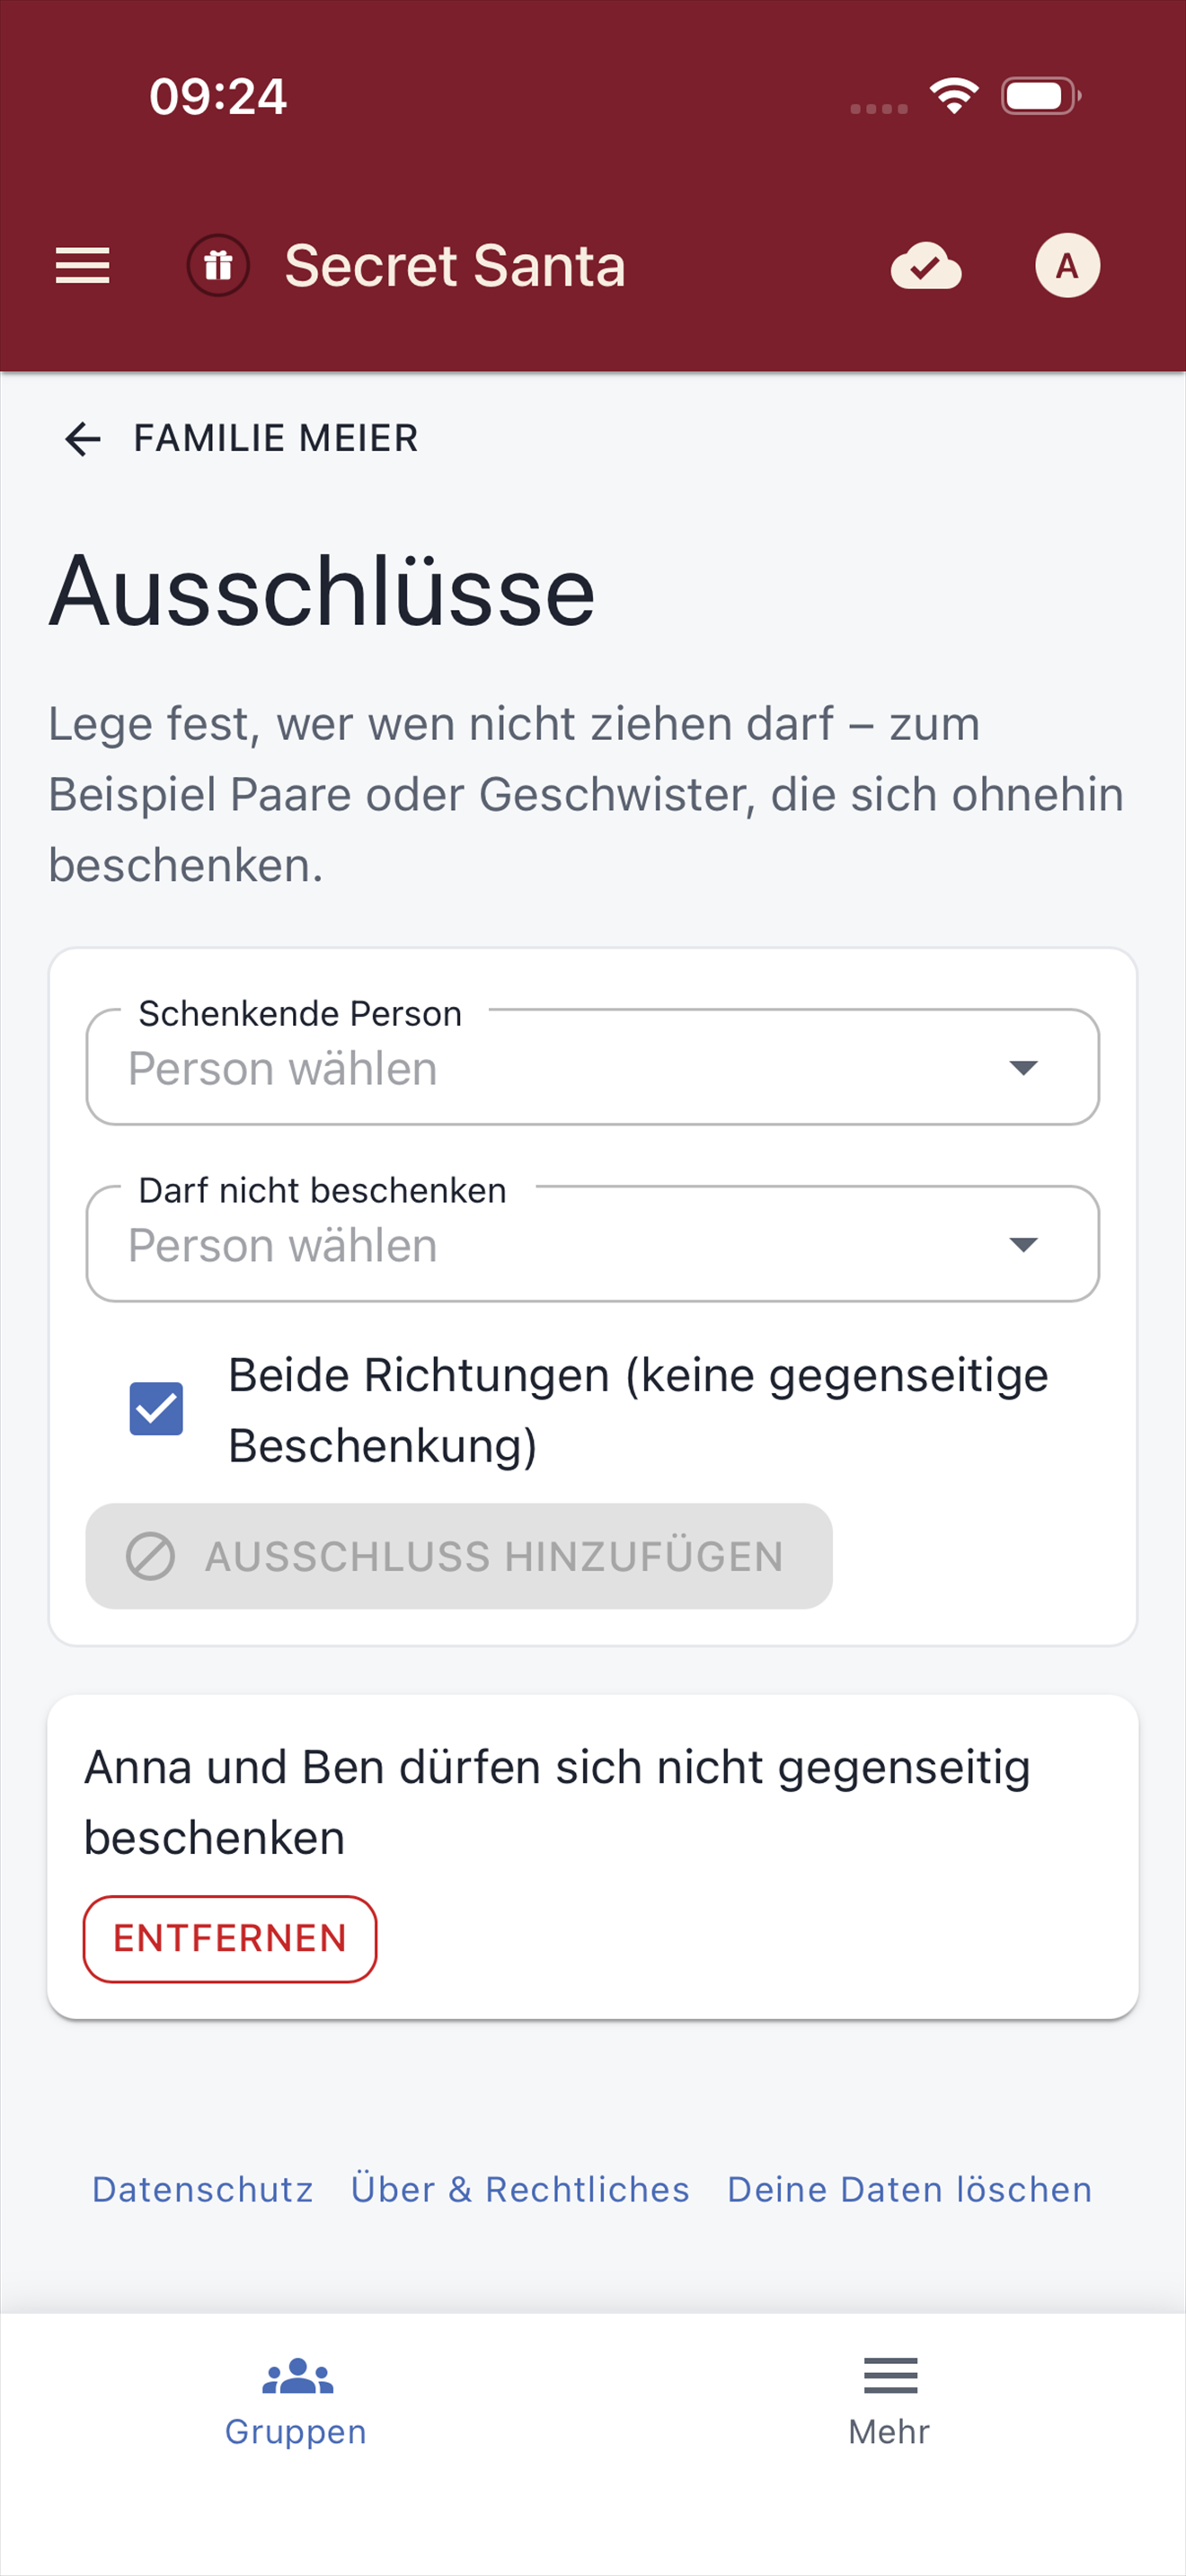 09:24
Secret Santa
A
FAMILIE MEIER
Ausschlüsse
Lege fest, wer wen nicht ziehen darf – zum
Beispiel Paare oder Geschwister, die sich ohnehin
beschenken.
Schenkende Person
Person wählen
Darf nicht beschenken
Person wählen
Beide Richtungen (keine gegenseitige
Beschenkung)
AUSSCHLUSS HINZUFÜGEN
Anna und Ben dürfen sich nicht gegenseitig
beschenken
ENTFERNEN
Datenschutz Über & Rechtliches Deine Daten löschen
Gruppen Mehr